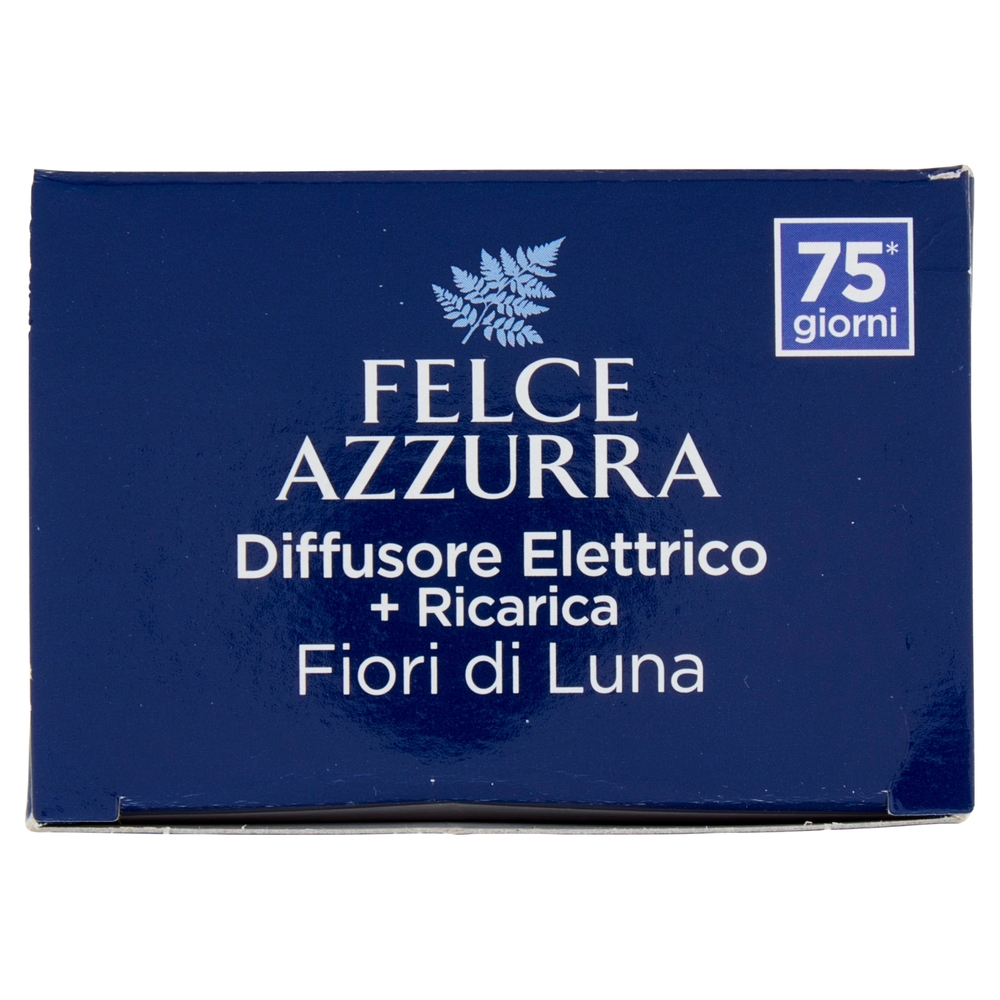 75*
giorni
FELCE
AZZURRA
Diffusore Elettrico
+ Ricarica
Fiori di Luna